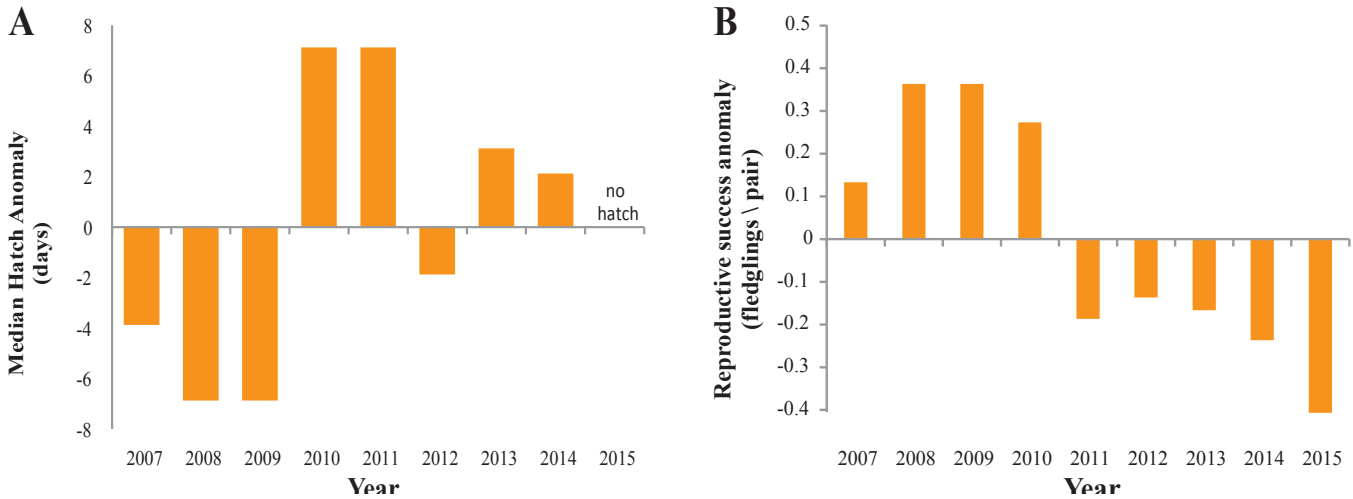 A
Median Hatch Anomaly
(days)
8
6
4
2
0
-2
-4
-6
-8
no
hatch
2007 2008 2009 2010 2011 2012 2013 2014 2015
Year
B
Reproductive success anomaly
(fledglings \ pair)
0.5
0.4
0.3
0.2
0.1
0
-0.1
-0.2
-0.3
-0.4
2007 2008 2009 2010 2011 2012 2013 2014 2015
Year